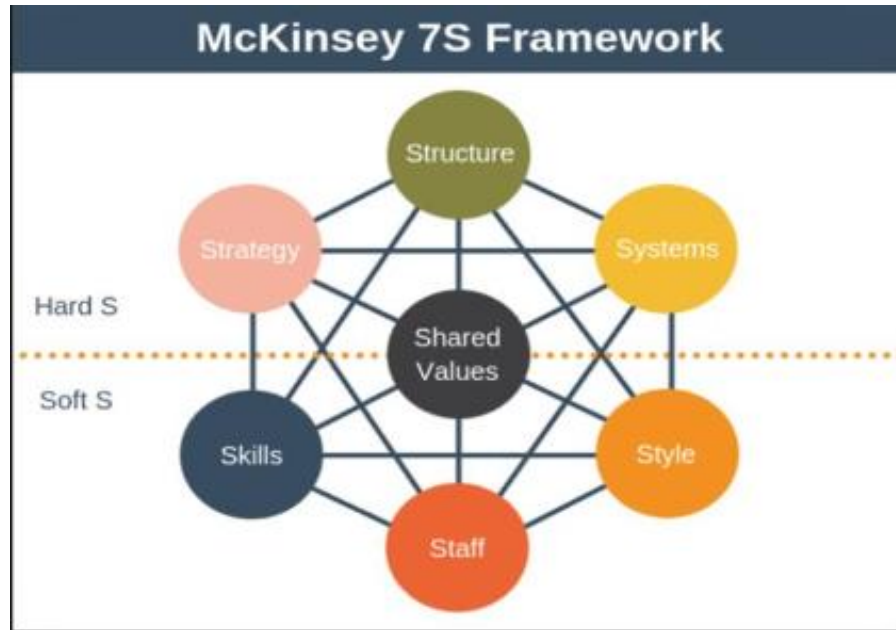 McKinsey 7S Framework
Structure
Strategy
Systems
Hard S
Shared
Values
Soft S
Skills
Style
Staff